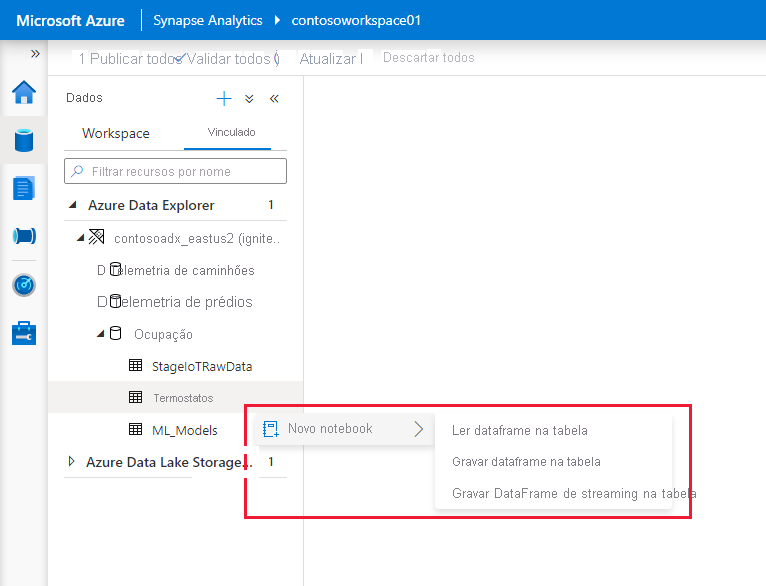 Microsoft Azure Synapse Analytics contosoworkspace01
1 Publicar todos Validar todos Atualizar Descartar todos
Dados
Workspace Vinculado
Filtrar recursos por nome
Azure Data Explorer 1
contosoadx_eastus2 (ignite..
D elemetria de caminhões
D elemetria de prédios
Ocupação
StageIoTRawData
Termostatos
ML_Models
Novo notebook
Ler dataframe na tabela
Gravar dataframe na tabela
Gravar DataFrame de streaming na tabela
Azure Data Lake Storage... 1